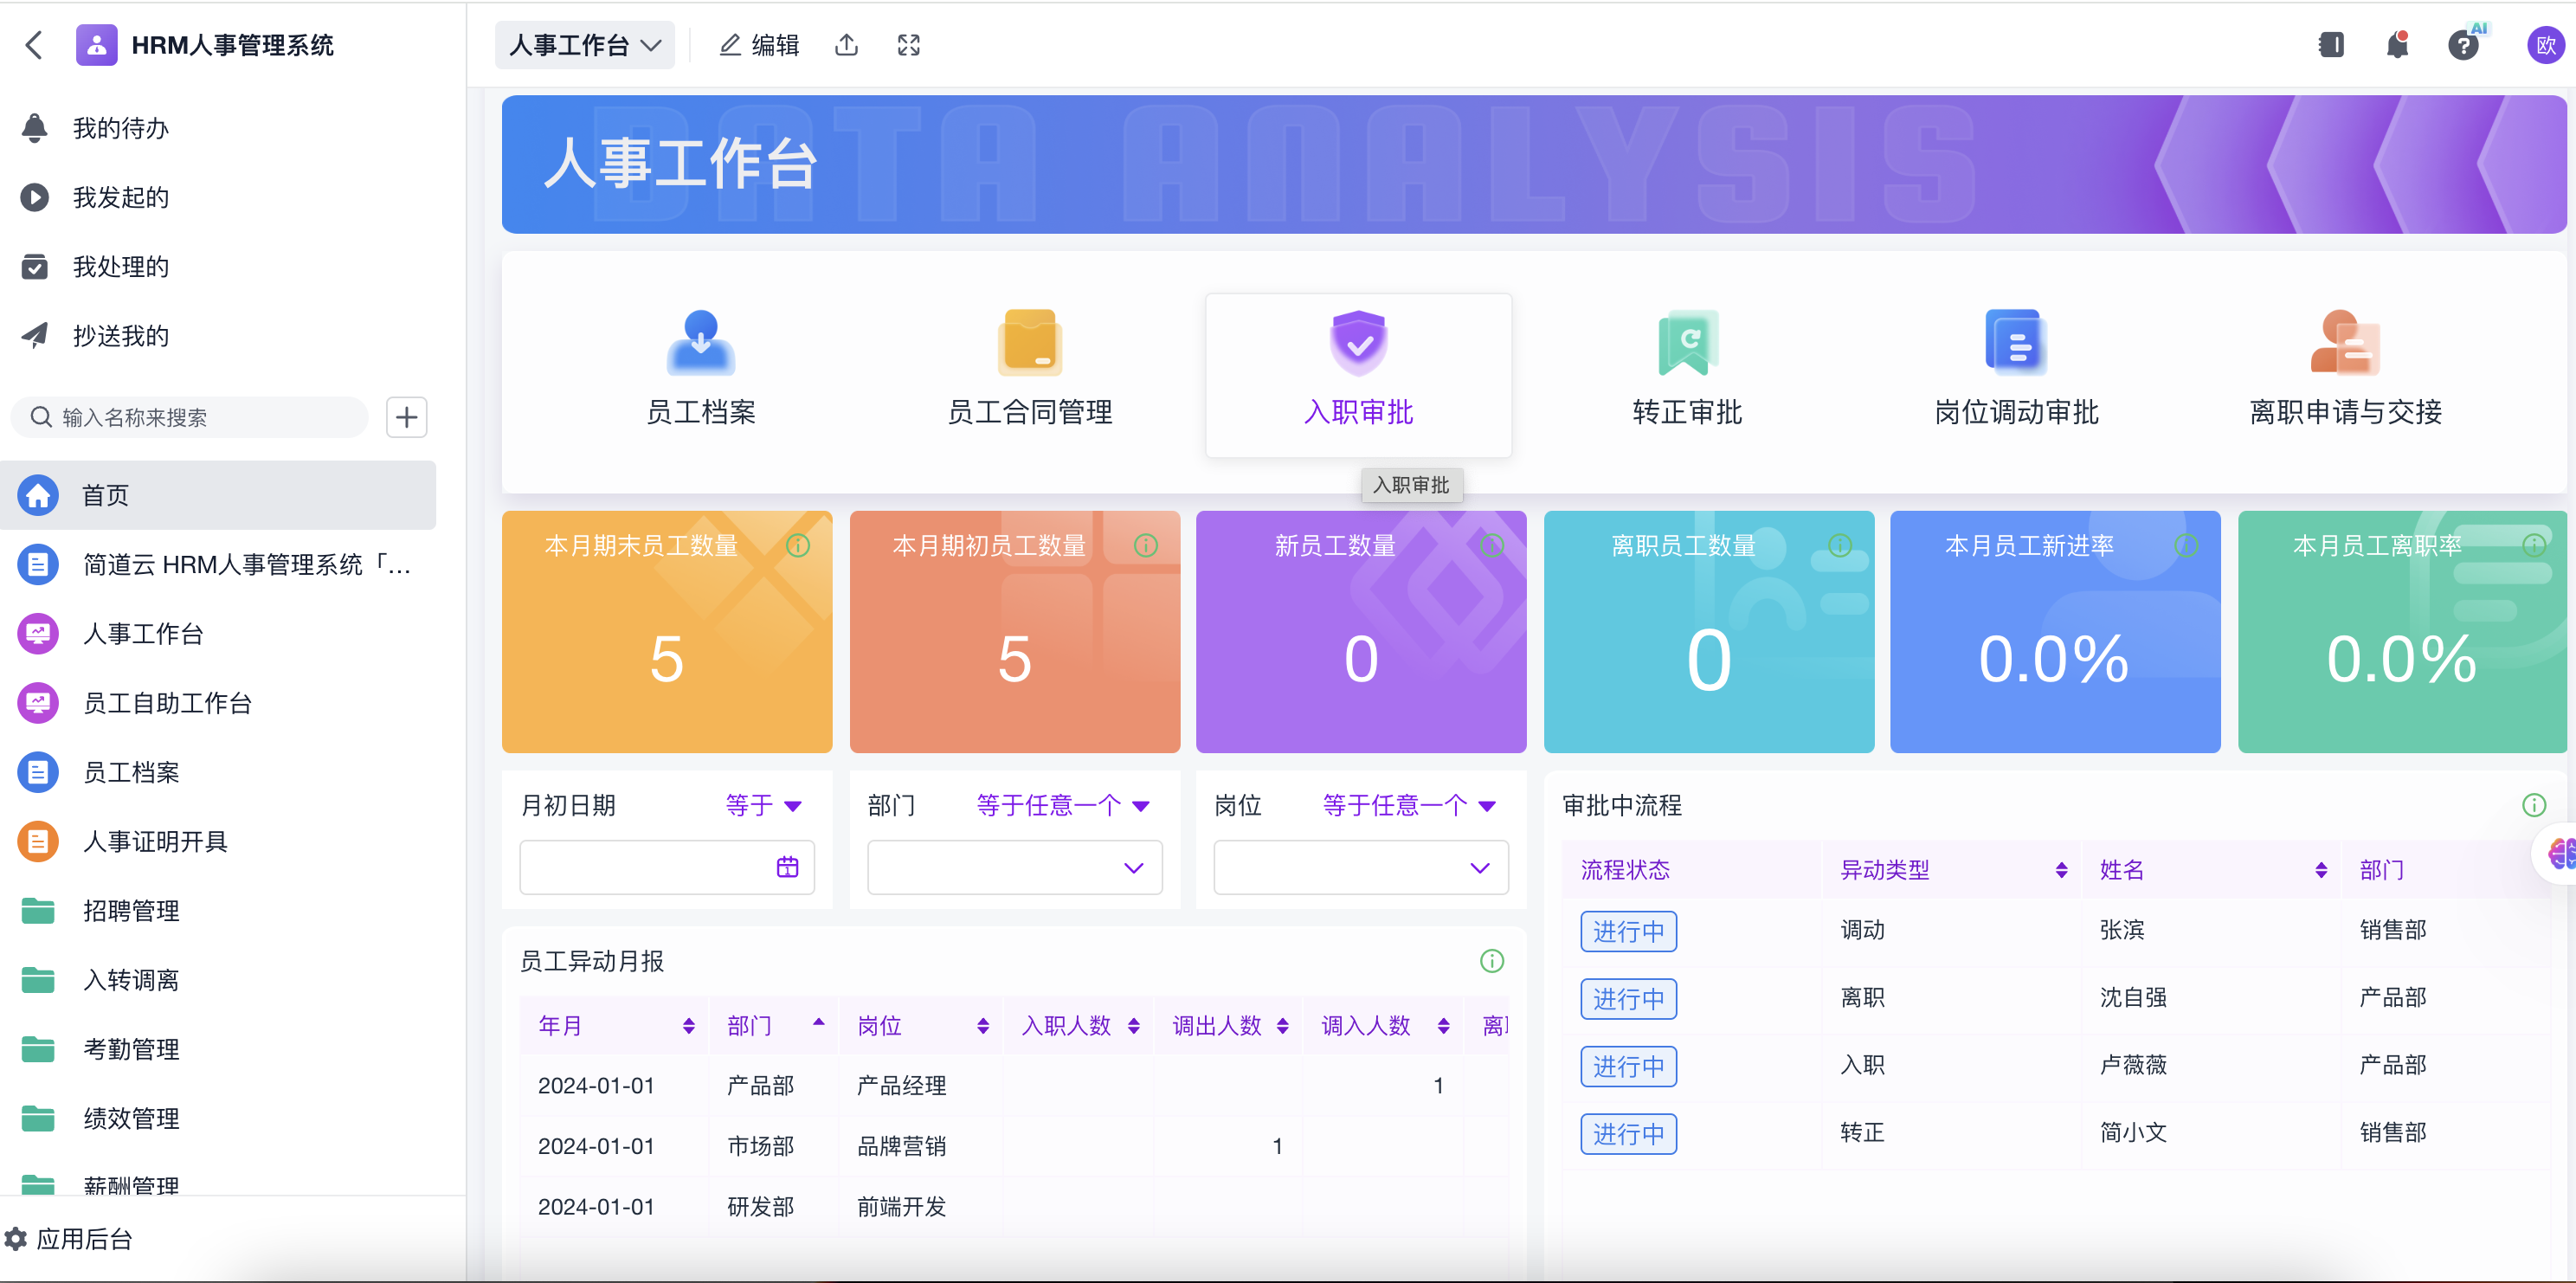 HRM人事管理系统
我的待办
我发起的
我处理的
抄送我的
输入名称来搜索
首页
简道云 HRM人事管理系统「...
人事工作台
员工自助工作台
员工档案
人事证明开具
招聘管理
入转调离
考勤管理
绩效管理
薪酬管理
应用后台
人事工作台 编辑
AI
欧
DATA ANALYSIS
人事工作台
员工档案 员工合同管理 入职审批 转正审批 岗位调动审批 离职申请与交接
入职审批
本月期末员工数量 本月期初员工数量 新员工数量 离职员工数量 本月员工新进率 本月员工离职率
5 5 0 0 0.0% 0.0%
月初日期 等于 部门 等于任意一个 岗位 等于任意一个
员工异动月报
年月 部门 岗位 入职人数 调出人数 调入人数 离
2024-01-01 产品部 产品经理 1
2024-01-01 市场部 品牌营销 1
2024-01-01 研发部 前端开发
审批中流程
流程状态 异动类型 姓名 部门
进行中 调动 张滨 销售部
进行中 离职 沈自强 产品部
进行中 入职 卢薇薇 产品部
进行中 转正 简小文 销售部